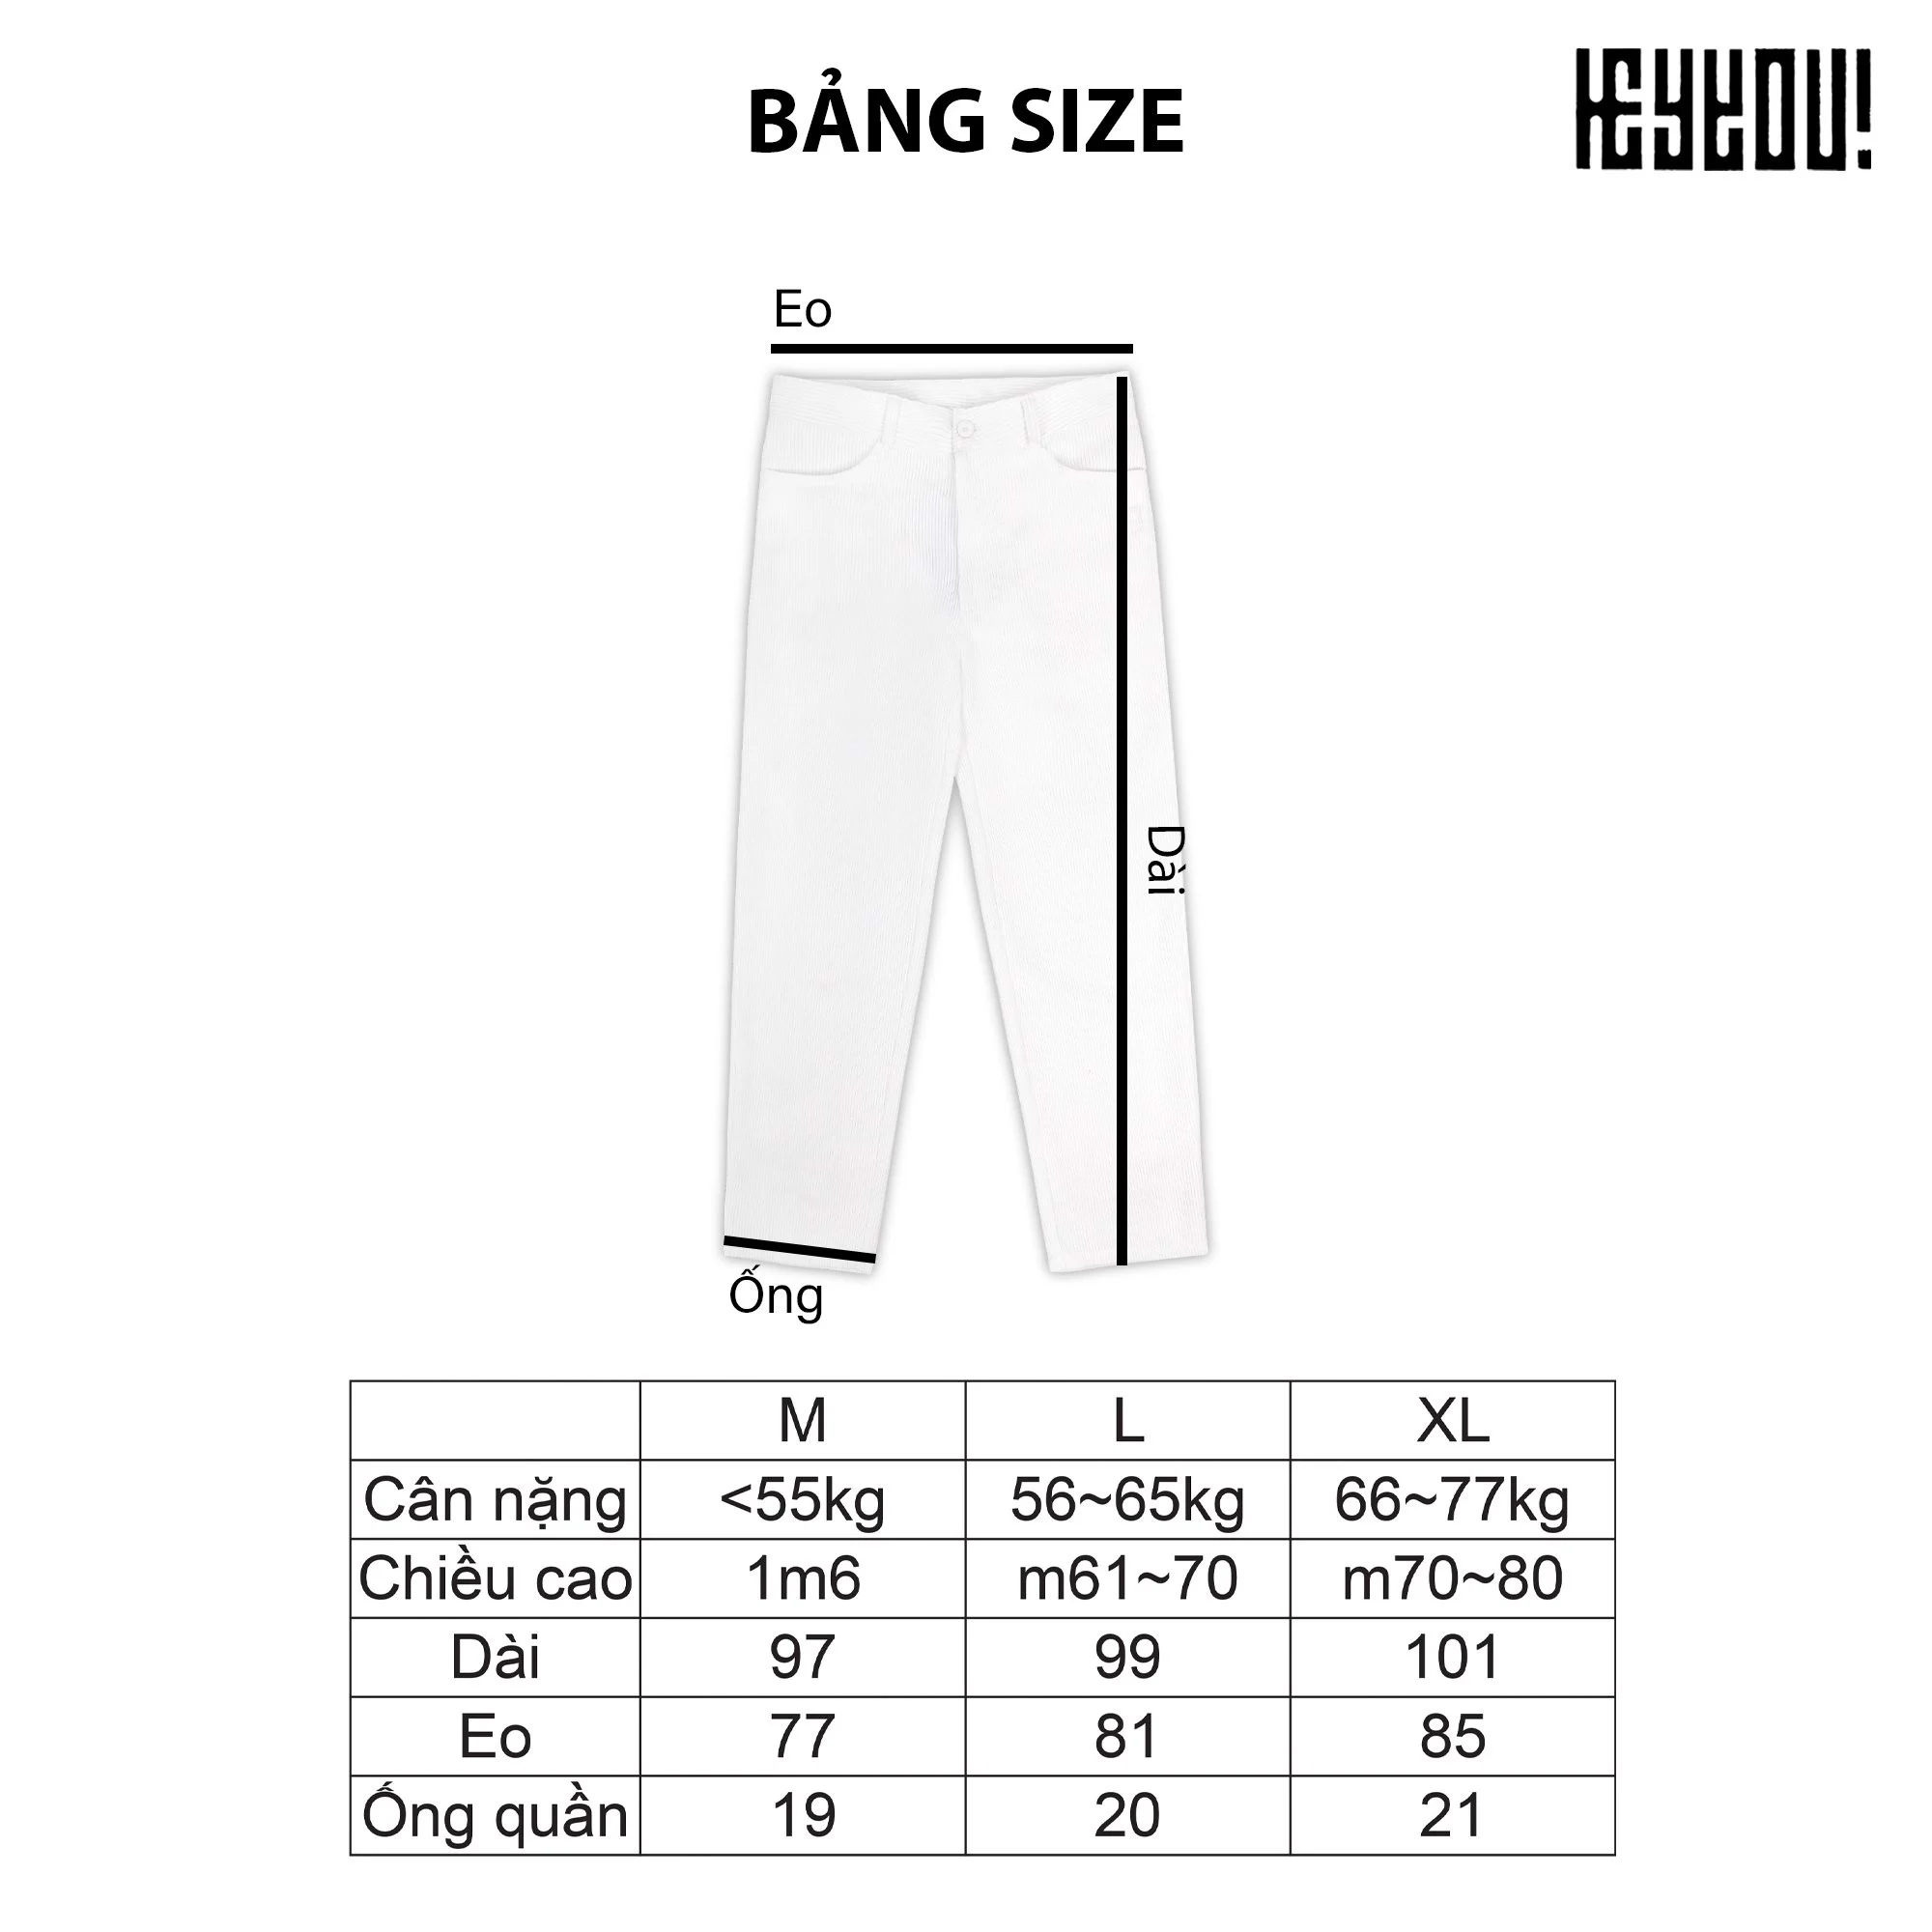 BẢNG SIZE
HEYYOU!
Eo
Dài
Ống
M L XL
Cân nặng <55kg 56~65kg 66~77kg
Chiều cao 1m6 m61~70 m70~80
Dài 97 99 101
Eo 77 81 85
Ống quần 19 20 21